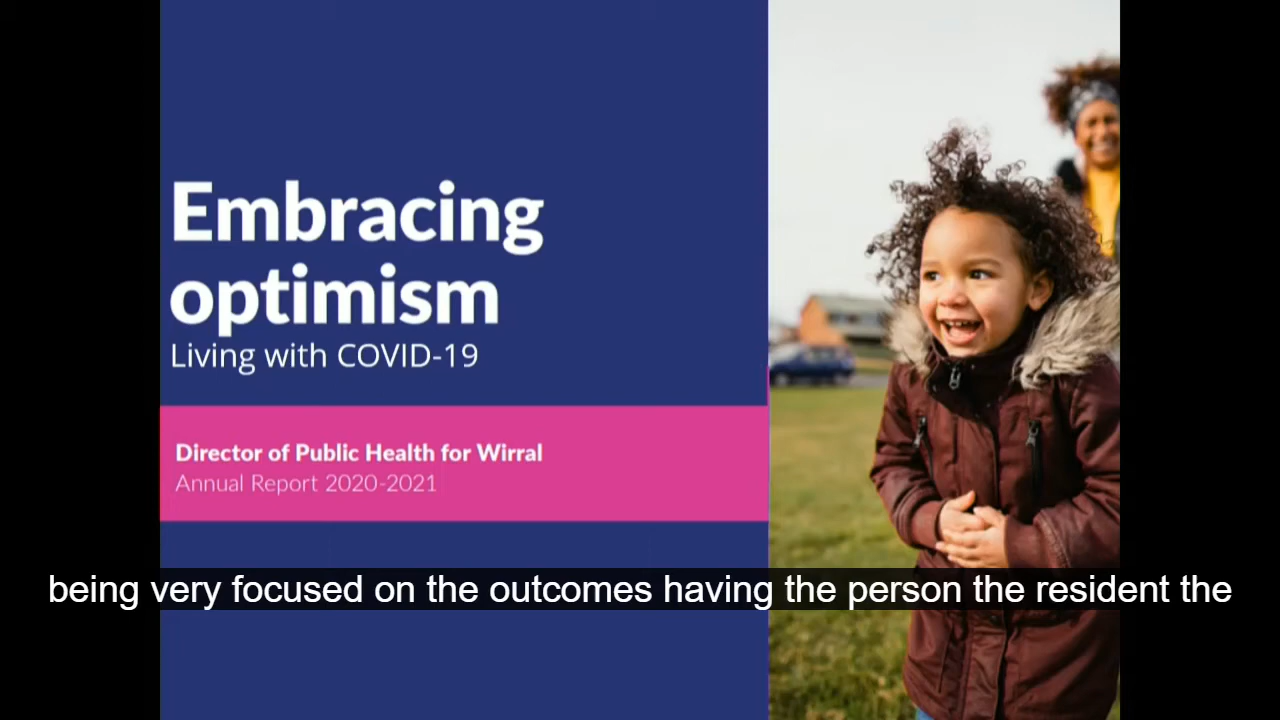 Embracing
optimism
Living with COVID-19
Director of Public Health for Wirral
Annual Report 2020-2021
being very focused on the outcomes having the person the resident the